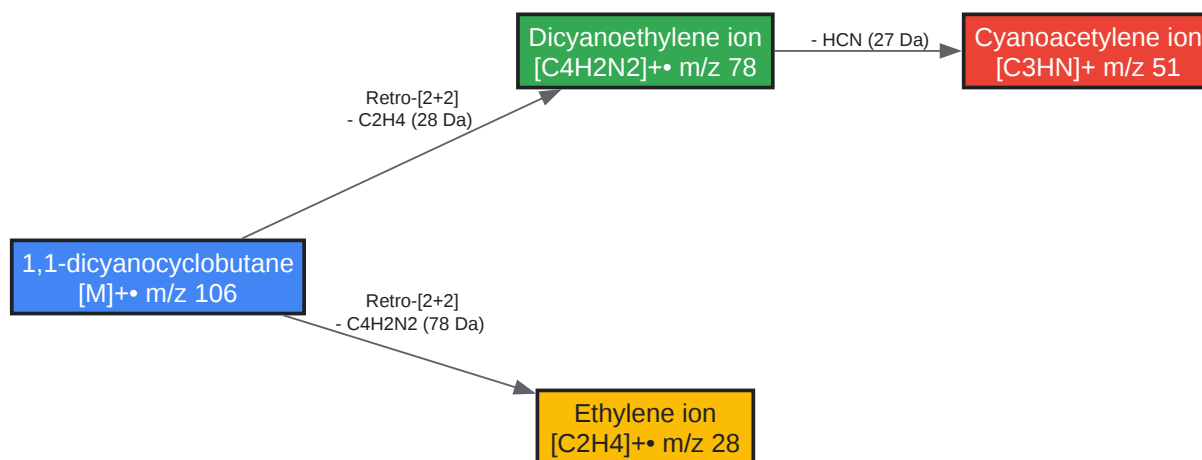 Dicyanoethylene ion
[C4H2N2]+• m/z 78
- HCN (27 Da)
Cyanoacetylene ion
[C3HN]+ m/z 51
Retro-[2+2]
- C2H4 (28 Da)
1,1-dicyanocyclobutane
[M]+• m/z 106
Retro-[2+2]
- C4H2N2 (78 Da)
Ethylene ion
[C2H4]+• m/z 28